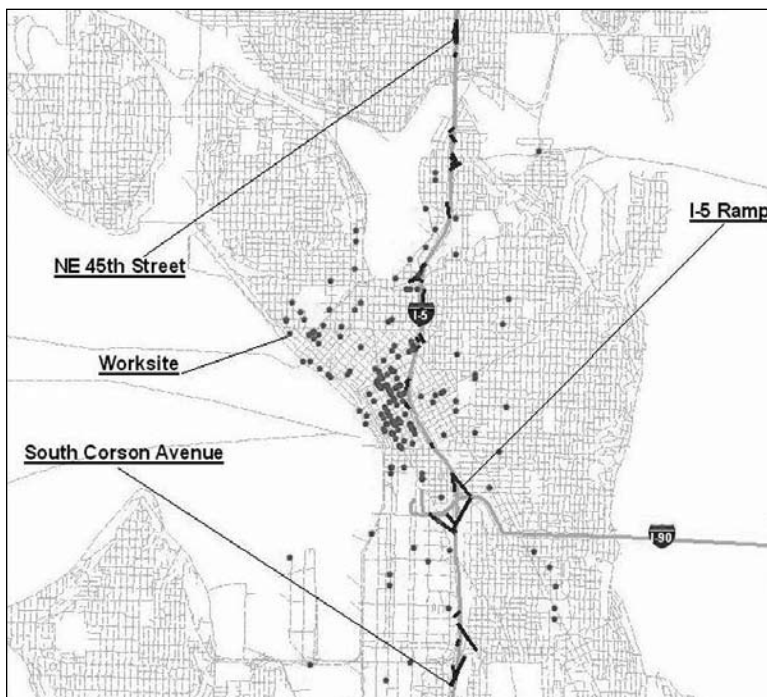 I-5 Ramp
NE 45th Street
I-5
Worksite
South Corson Avenue
I-90